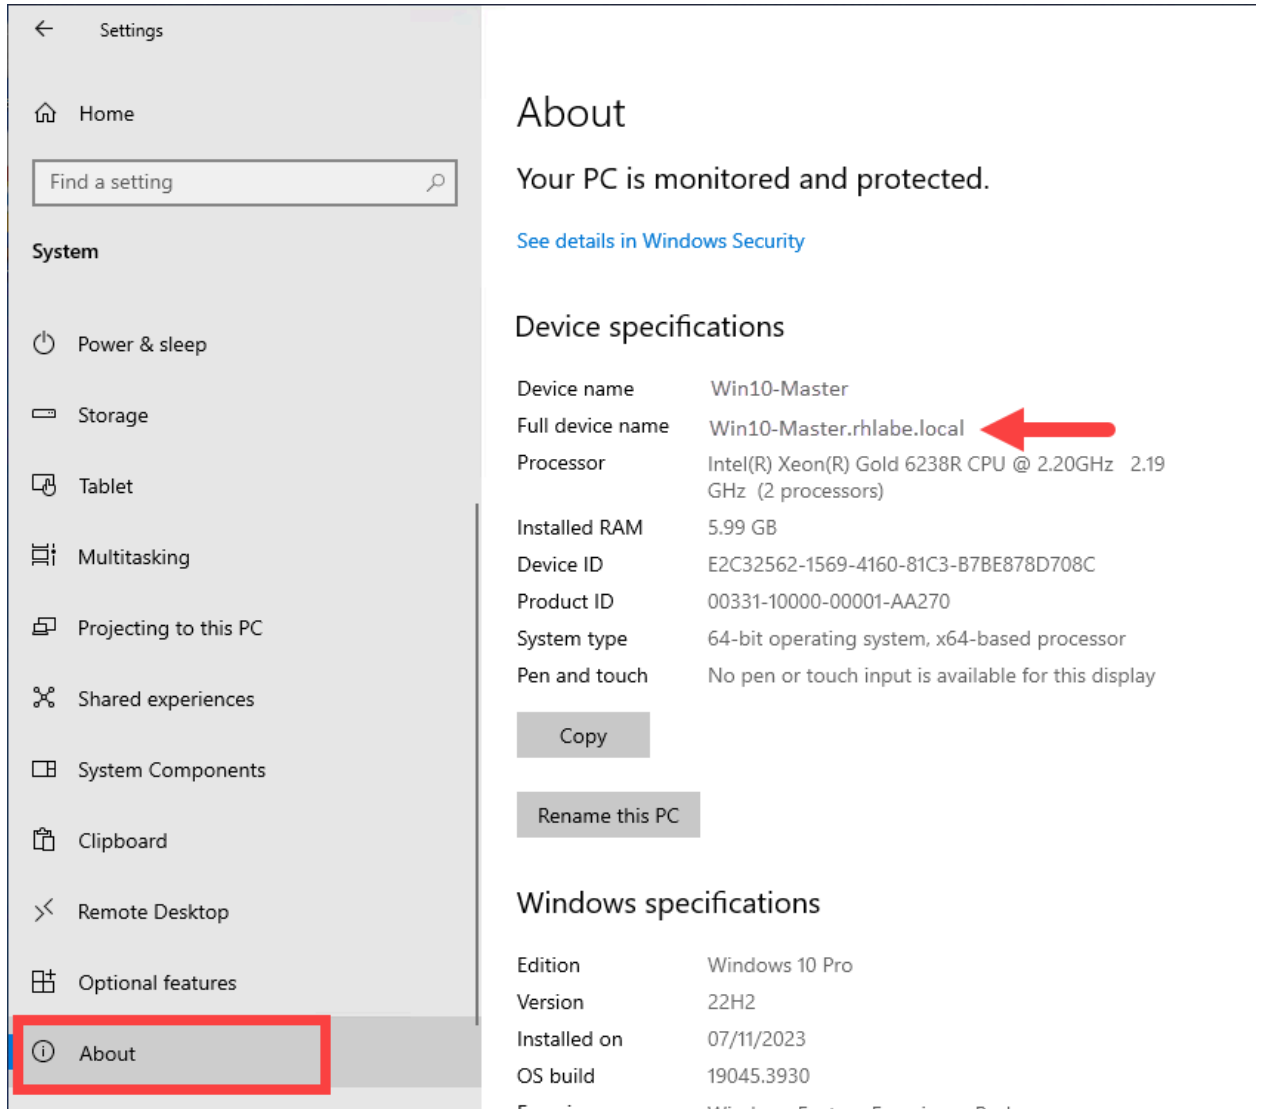 Settings
Home
Find a setting
System
Power & sleep
Storage
Tablet
Multitasking
Projecting to this PC
Shared experiences
System Components
Clipboard
Remote Desktop
Optional features
About
About
Your PC is monitored and protected.
See details in Windows Security
Device specifications
Device name Win10-Master
Full device name Win10-Master.rhlabe.local
Processor Intel(R) Xeon(R) Gold 6238R CPU @ 2.20GHz 2.19
GHz (2 processors)
Installed RAM 5.99 GB
Device ID E2C32562-1569-4160-81C3-B7BE878D708C
Product ID 00331-10000-00001-AA270
System type 64-bit operating system, x64-based processor
Pen and touch No pen or touch input is available for this display
Copy
Rename this PC
Windows specifications
Edition Windows 10 Pro
Version 22H2
Installed on 07/11/2023
OS build 19045.3930